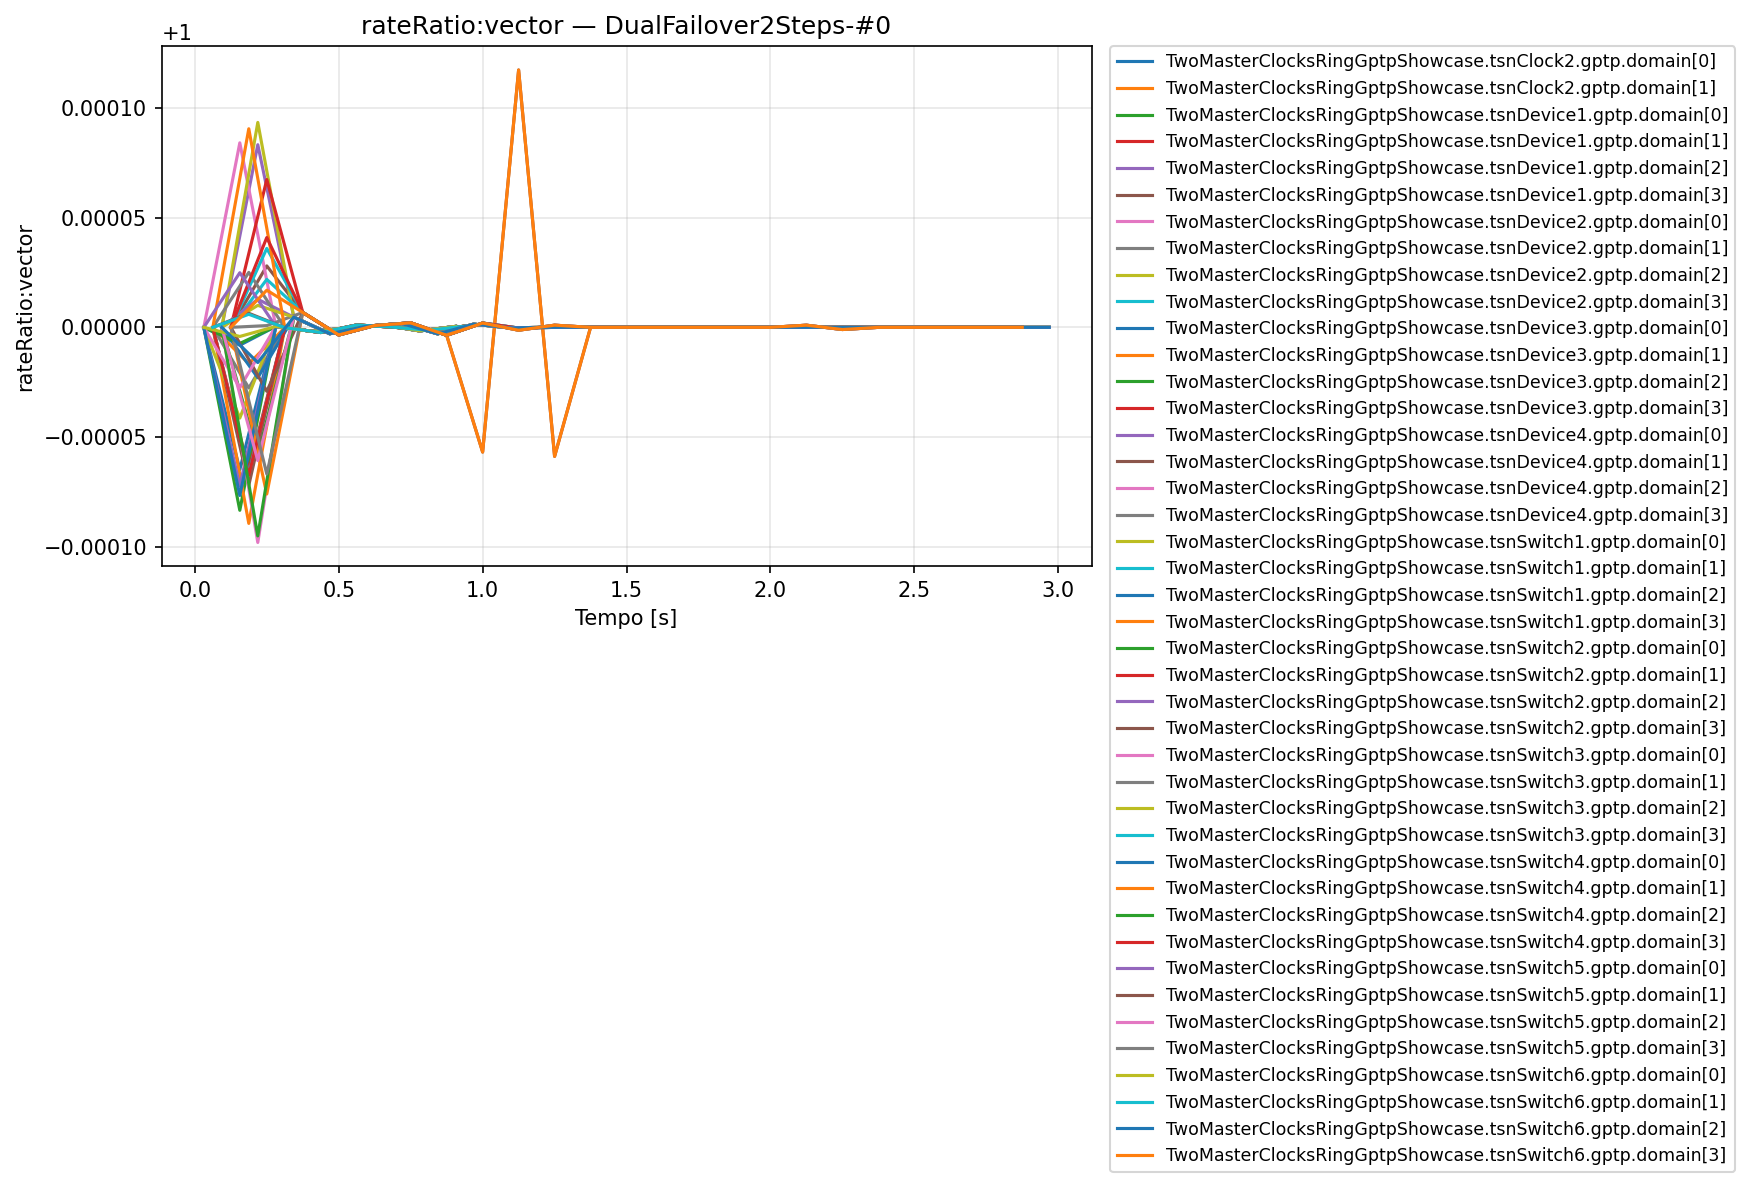 rateRatio:vector — DualFailover2Steps-#0
+1
0.00010
0.00005
0.00000
−0.00005
−0.00010
rateRatio:vector
0.0 0.5 1.0 1.5 2.0 2.5 3.0
Tempo [s]
TwoMasterClocksRingGptpShowcase.tsnClock2.gptp.domain[0]
TwoMasterClocksRingGptpShowcase.tsnClock2.gptp.domain[1]
TwoMasterClocksRingGptpShowcase.tsnDevice1.gptp.domain[0]
TwoMasterClocksRingGptpShowcase.tsnDevice1.gptp.domain[1]
TwoMasterClocksRingGptpShowcase.tsnDevice1.gptp.domain[2]
TwoMasterClocksRingGptpShowcase.tsnDevice1.gptp.domain[3]
TwoMasterClocksRingGptpShowcase.tsnDevice2.gptp.domain[0]
TwoMasterClocksRingGptpShowcase.tsnDevice2.gptp.domain[1]
TwoMasterClocksRingGptpShowcase.tsnDevice2.gptp.domain[2]
TwoMasterClocksRingGptpShowcase.tsnDevice2.gptp.domain[3]
TwoMasterClocksRingGptpShowcase.tsnDevice3.gptp.domain[0]
TwoMasterClocksRingGptpShowcase.tsnDevice3.gptp.domain[1]
TwoMasterClocksRingGptpShowcase.tsnDevice3.gptp.domain[2]
TwoMasterClocksRingGptpShowcase.tsnDevice3.gptp.domain[3]
TwoMasterClocksRingGptpShowcase.tsnDevice4.gptp.domain[0]
TwoMasterClocksRingGptpShowcase.tsnDevice4.gptp.domain[1]
TwoMasterClocksRingGptpShowcase.tsnDevice4.gptp.domain[2]
TwoMasterClocksRingGptpShowcase.tsnDevice4.gptp.domain[3]
TwoMasterClocksRingGptpShowcase.tsnSwitch1.gptp.domain[0]
TwoMasterClocksRingGptpShowcase.tsnSwitch1.gptp.domain[1]
TwoMasterClocksRingGptpShowcase.tsnSwitch1.gptp.domain[2]
TwoMasterClocksRingGptpShowcase.tsnSwitch1.gptp.domain[3]
TwoMasterClocksRingGptpShowcase.tsnSwitch2.gptp.domain[0]
TwoMasterClocksRingGptpShowcase.tsnSwitch2.gptp.domain[1]
TwoMasterClocksRingGptpShowcase.tsnSwitch2.gptp.domain[2]
TwoMasterClocksRingGptpShowcase.tsnSwitch2.gptp.domain[3]
TwoMasterClocksRingGptpShowcase.tsnSwitch3.gptp.domain[0]
TwoMasterClocksRingGptpShowcase.tsnSwitch3.gptp.domain[1]
TwoMasterClocksRingGptpShowcase.tsnSwitch3.gptp.domain[2]
TwoMasterClocksRingGptpShowcase.tsnSwitch3.gptp.domain[3]
TwoMasterClocksRingGptpShowcase.tsnSwitch4.gptp.domain[0]
TwoMasterClocksRingGptpShowcase.tsnSwitch4.gptp.domain[1]
TwoMasterClocksRingGptpShowcase.tsnSwitch4.gptp.domain[2]
TwoMasterClocksRingGptpShowcase.tsnSwitch4.gptp.domain[3]
TwoMasterClocksRingGptpShowcase.tsnSwitch5.gptp.domain[0]
TwoMasterClocksRingGptpShowcase.tsnSwitch5.gptp.domain[1]
TwoMasterClocksRingGptpShowcase.tsnSwitch5.gptp.domain[2]
TwoMasterClocksRingGptpShowcase.tsnSwitch5.gptp.domain[3]
TwoMasterClocksRingGptpShowcase.tsnSwitch6.gptp.domain[0]
TwoMasterClocksRingGptpShowcase.tsnSwitch6.gptp.domain[1]
TwoMasterClocksRingGptpShowcase.tsnSwitch6.gptp.domain[2]
TwoMasterClocksRingGptpShowcase.tsnSwitch6.gptp.domain[3]